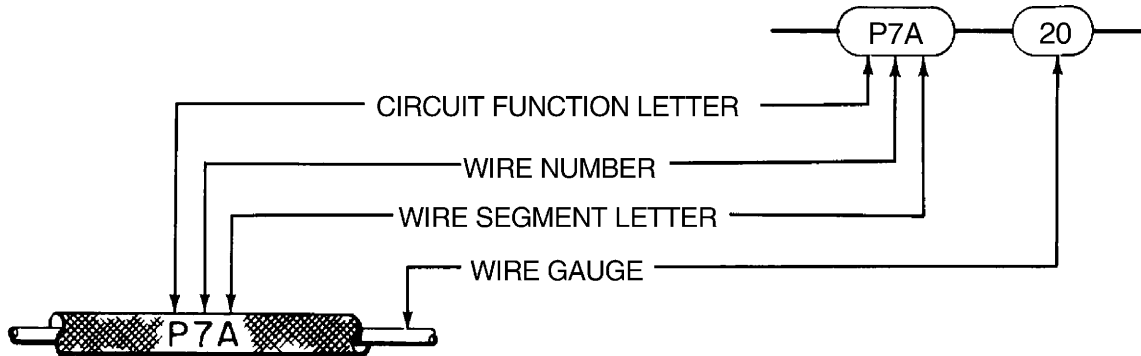 P7A 20
CIRCUIT FUNCTION LETTER
WIRE NUMBER
WIRE SEGMENT LETTER
WIRE GAUGE
P7A